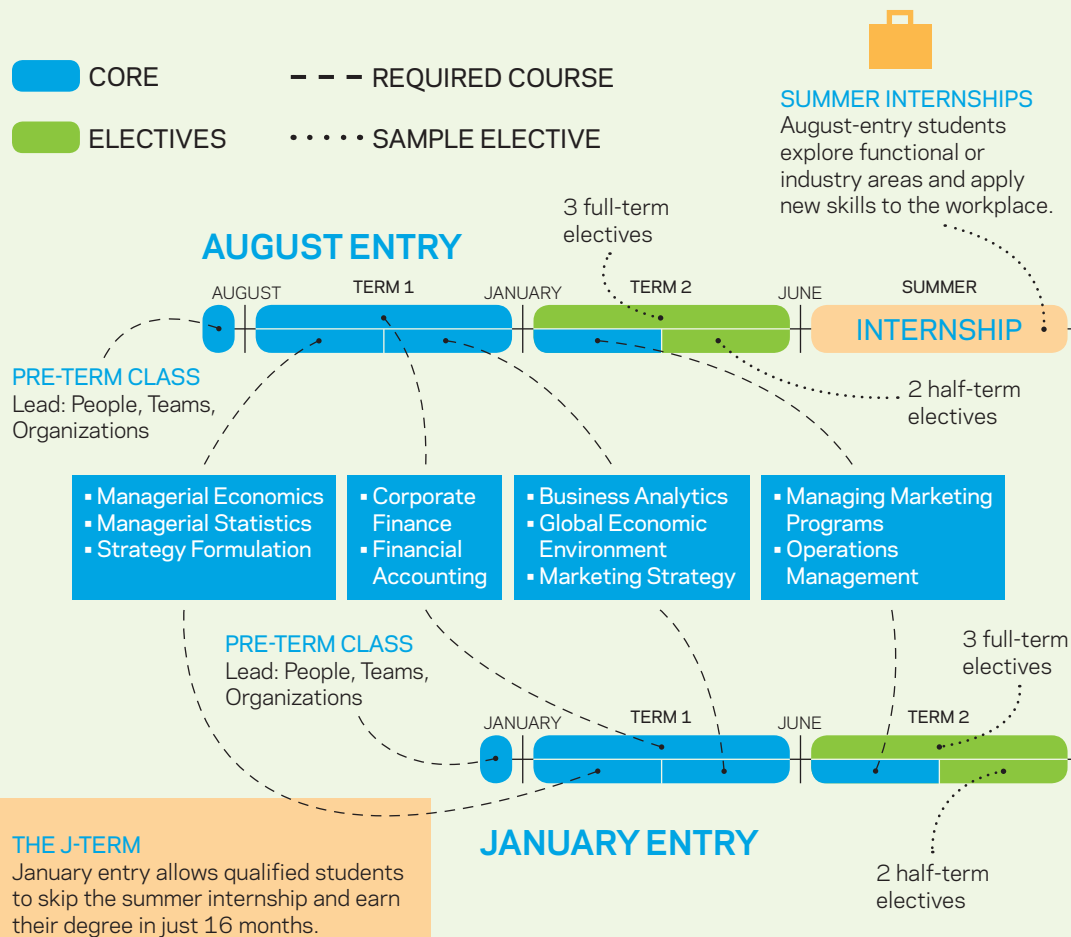 CORE
REQUIRED COURSE
ELECTIVES
SAMPLE ELECTIVE
SUMMER INTERNSHIPS
August-entry students
explore functional or
industry areas and apply
new skills to the workplace.
3 full-term
electives
AUGUST ENTRY
AUGUST
TERM 1
JANUARY
TERM 2
JUNE
SUMMER
INTERNSHIP
PRE-TERM CLASS
Lead: People, Teams,
Organizations
2 half-term
electives
▪ Managerial Economics
▪ Managerial Statistics
▪ Strategy Formulation
▪ Corporate
Finance
▪ Financial
Accounting
▪ Business Analytics
▪ Global Economic
Environment
▪ Marketing Strategy
▪ Managing Marketing
Programs
▪ Operations
Management
PRE-TERM CLASS
Lead: People, Teams,
Organizations
3 full-term
electives
JANUARY
TERM 1
JUNE
TERM 2
JANUARY ENTRY
2 half-term
electives
THE J-TERM
January entry allows qualified students
to skip the summer internship and earn
their degree in just 16 months.